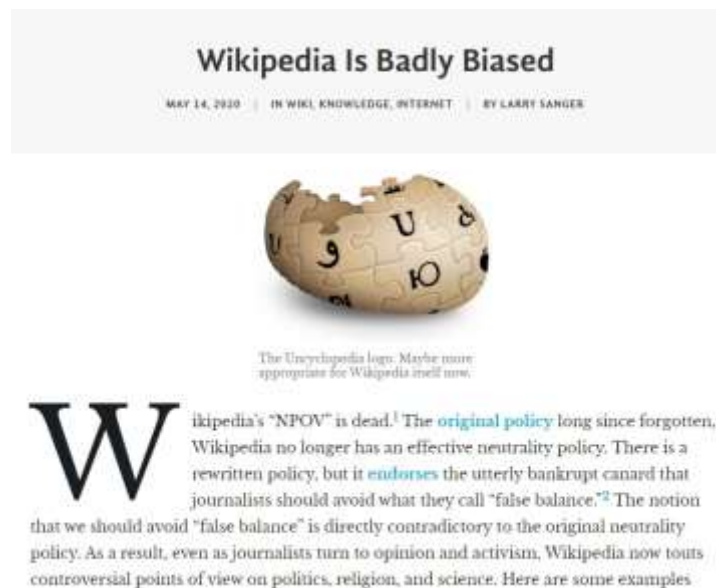 Wikipedia Is Badly Biased
MAY 14, 2020 | IN WIKI, KNOWLEDGE, INTERNET | BY LARRY SANGER
The Uncyclopedia logo. Maybe more
appropriate for Wikipedia itself now.
Wikipedia's “NPOV” is dead.1 The original policy long since forgotten,
Wikipedia no longer has an effective neutrality policy. There is a
rewritten policy, but it endorses the utterly bankrupt canard that
journalists should avoid what they call “false balance.”2 The notion
that we should avoid “false balance” is directly contradictory to the original neutrality
policy. As a result, even as journalists turn to opinion and activism, Wikipedia now touts
controversial points of view on politics, religion, and science. Here are some examples